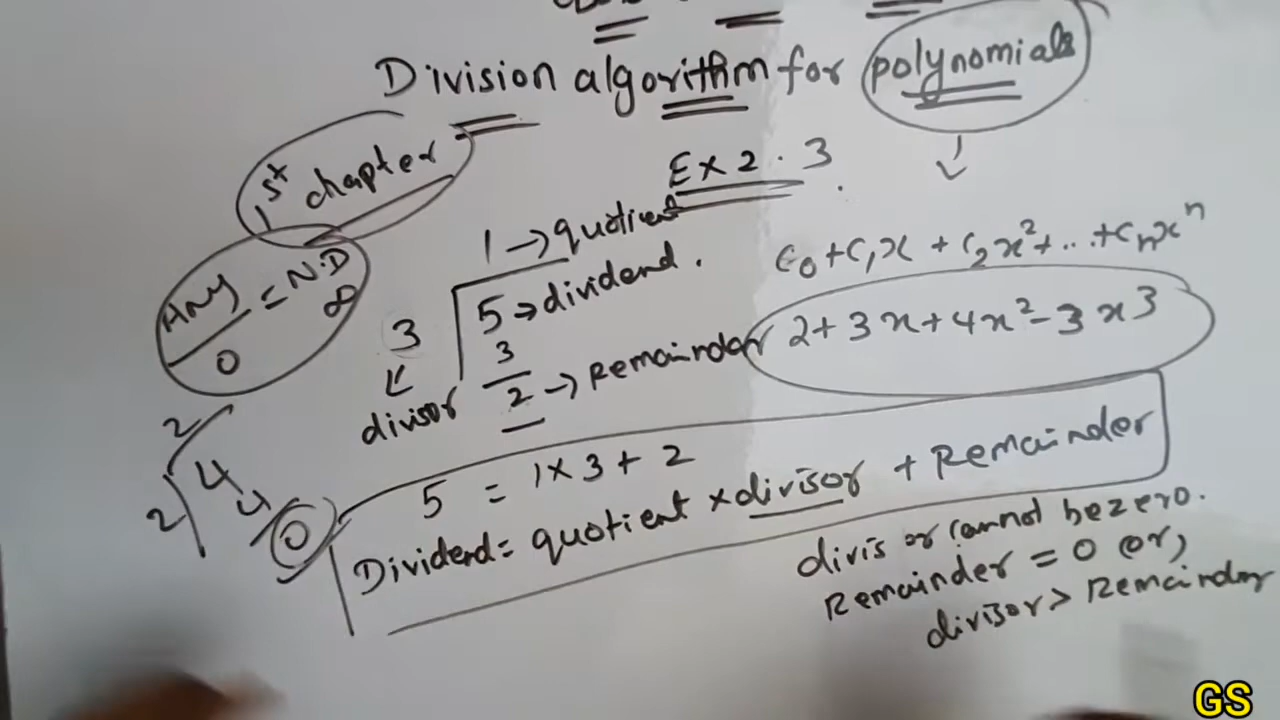 Division algorithm for polynomials
1st chapter
Ex 2.3
Any/0 = N.D
∞
1 → quotient
3
5 → dividend.
3
2 → Remainder
divisor
c₀ + c₁x + c₂x² + ... + cₙxⁿ
2 + 3x + 4x² - 3x³
2
2
4
4
0
5 = 1 x 3 + 2
Dividend = quotient x divisor + Remainder
divisor cannot be zero.
Remainder = 0 or,
divisor > Remainder
GS